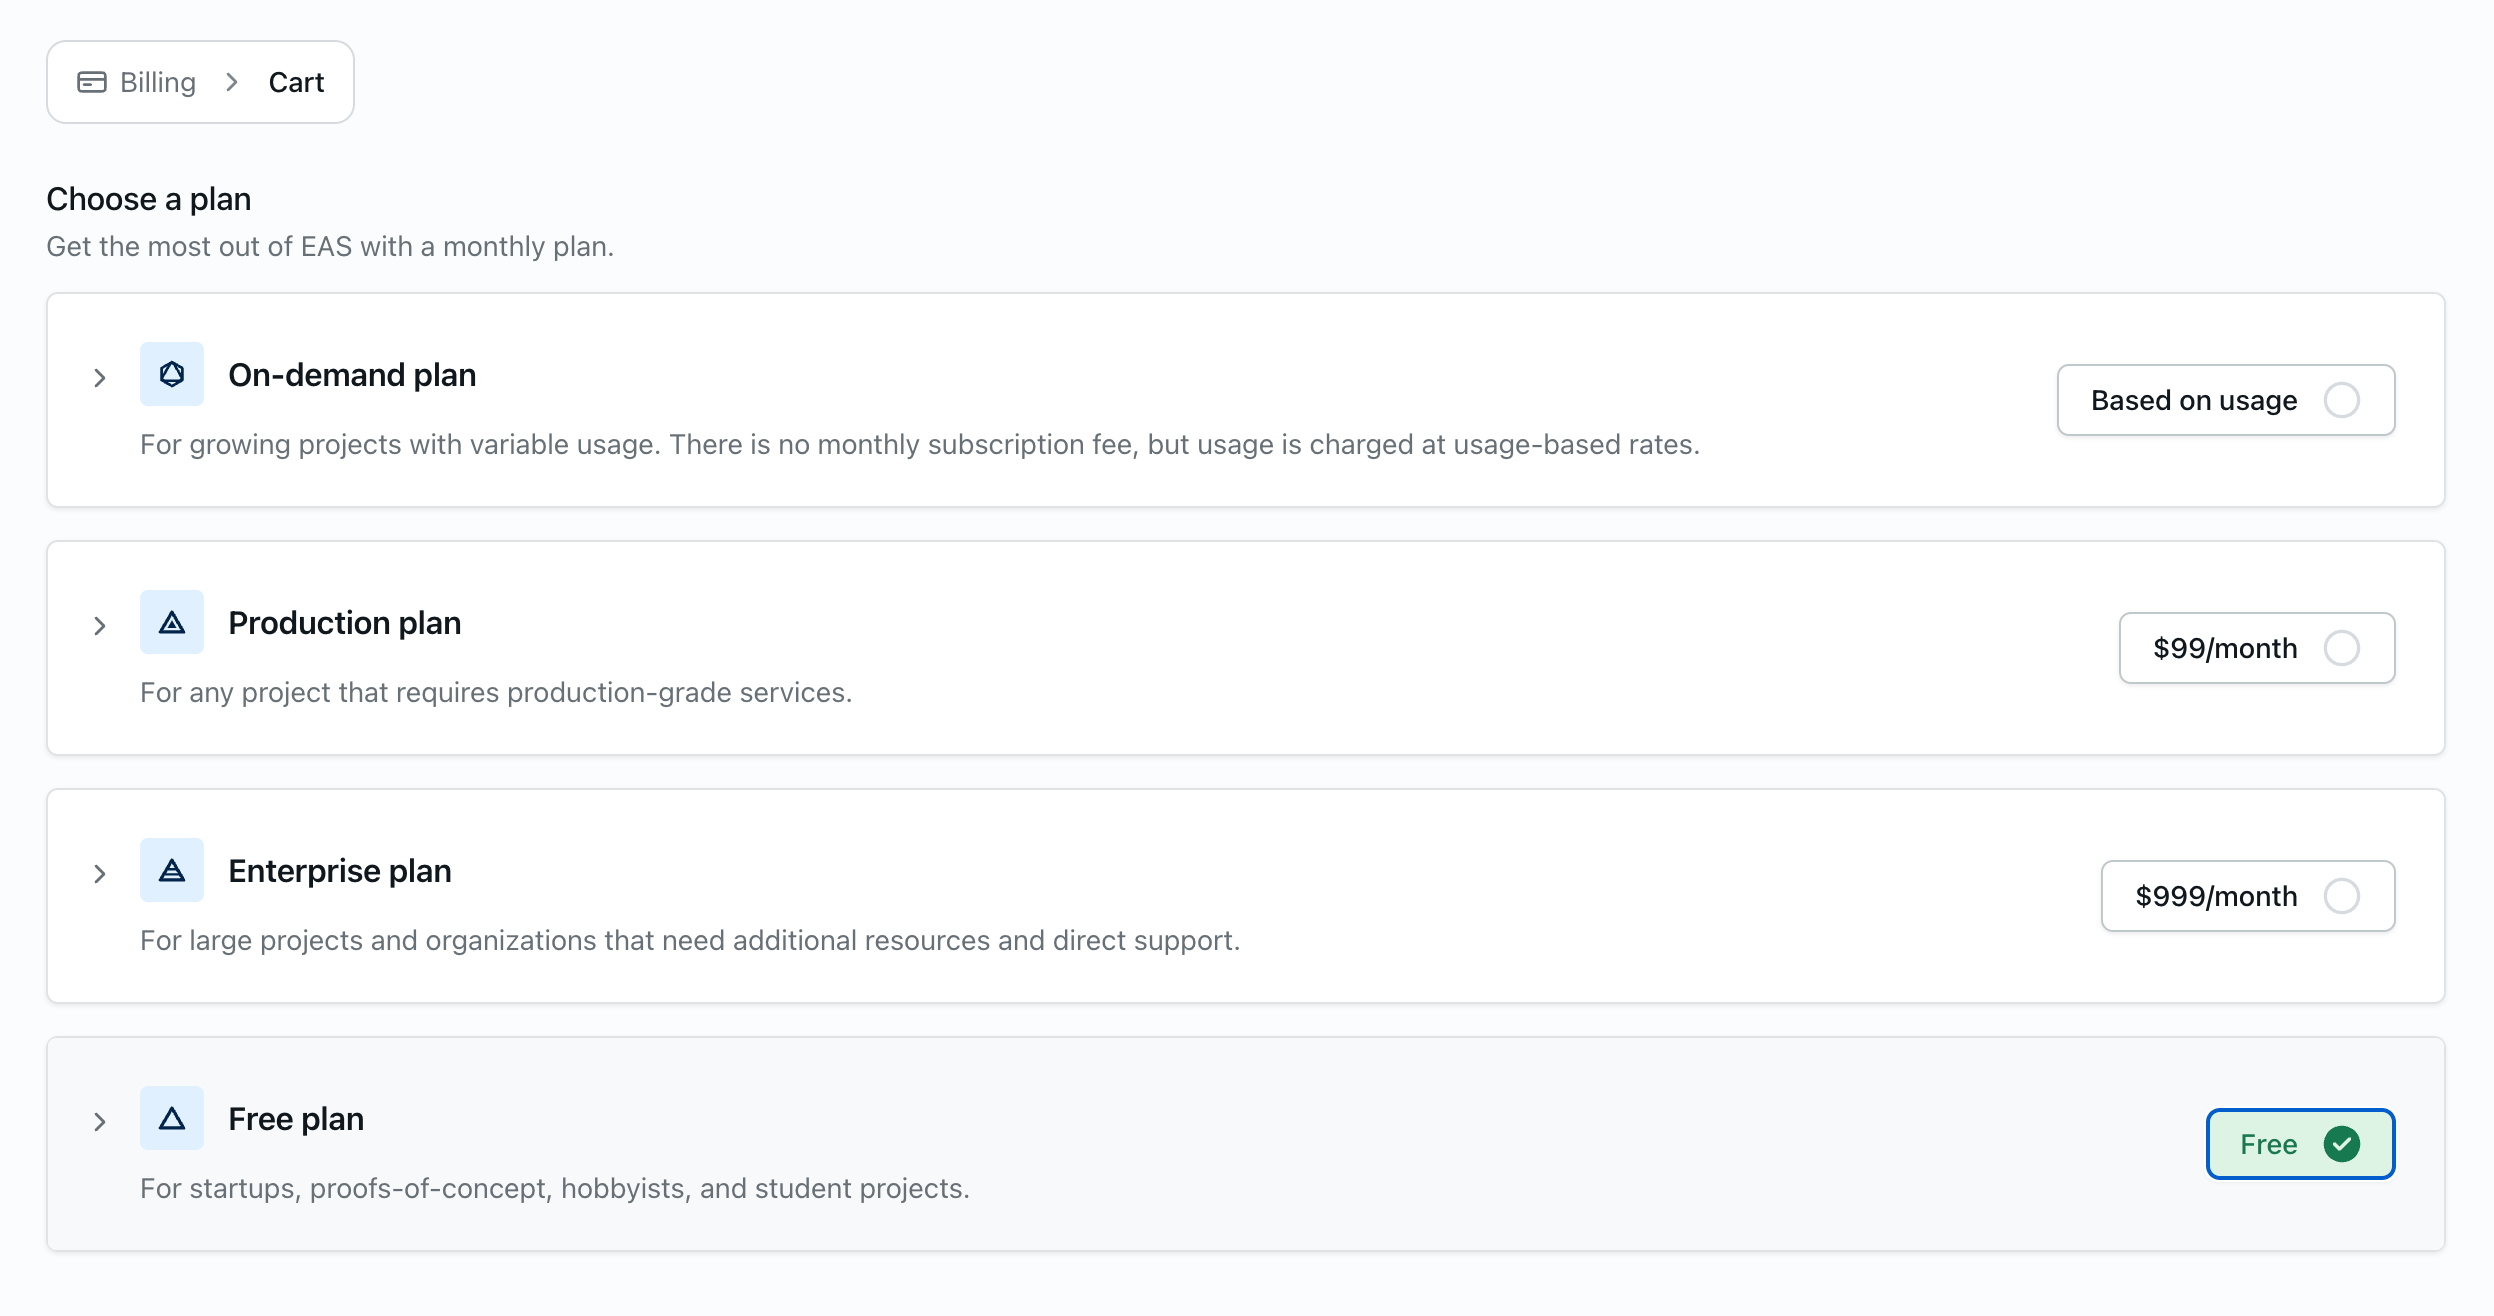 Billing > Cart
Choose a plan
Get the most out of EAS with a monthly plan.
On-demand plan
Based on usage
For growing projects with variable usage. There is no monthly subscription fee, but usage is charged at usage-based rates.
Production plan
$99/month
For any project that requires production-grade services.
Enterprise plan
$999/month
For large projects and organizations that need additional resources and direct support.
Free plan
Free
For startups, proofs-of-concept, hobbyists, and student projects.